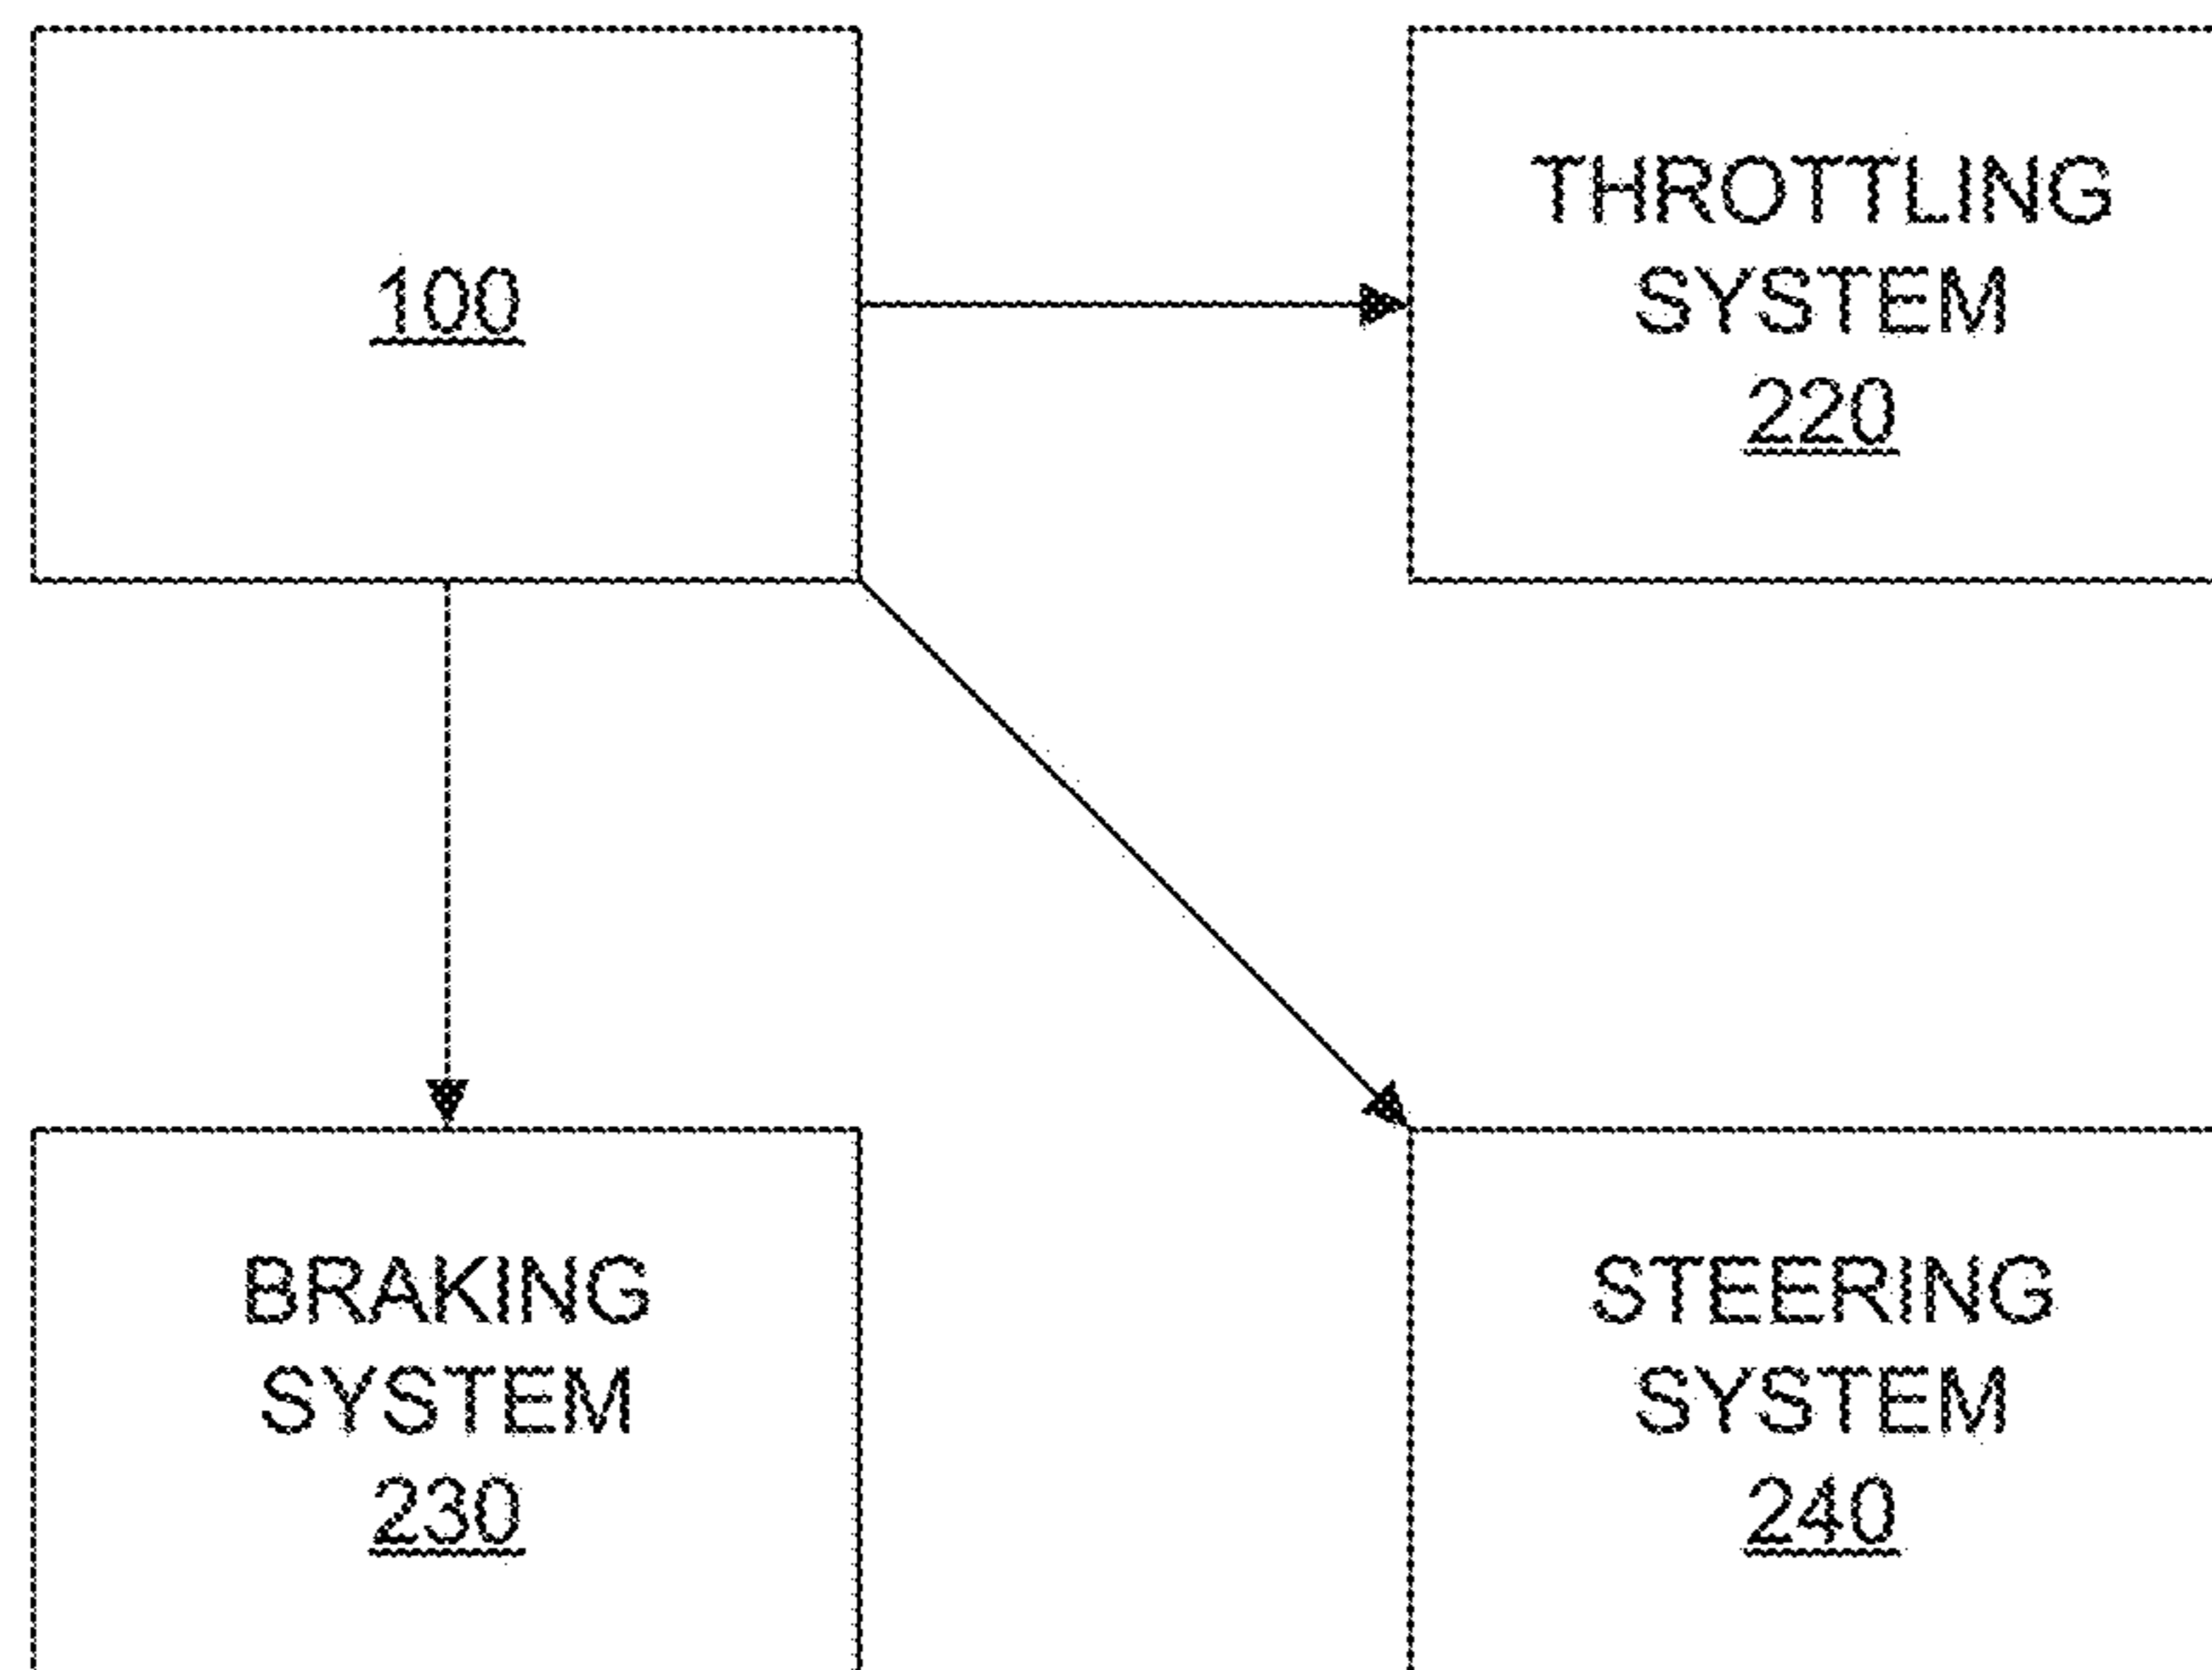 100
THROTTLING
SYSTEM
220
BRAKING
SYSTEM
230
STEERING
SYSTEM
240